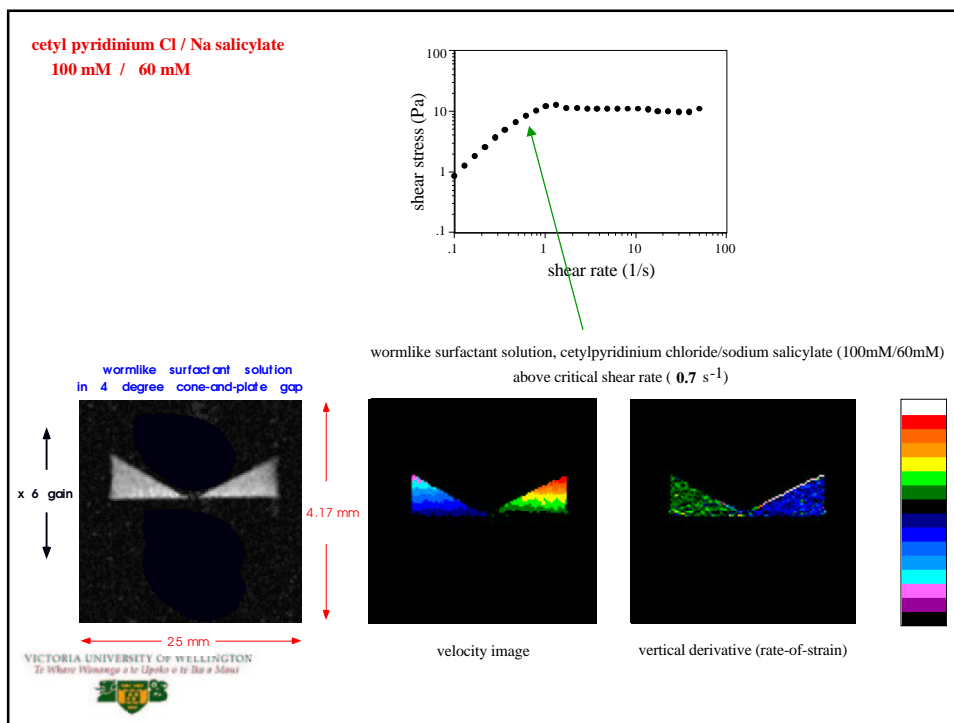 cetyl pyridinium Cl / Na salicylate
100 mM / 60 mM
100
10
1
.1
shear stress (Pa)
.1
1
10
100
shear rate (1/s)
wormlike surfactant solution, cetylpyridinium chloride/sodium salicylate (100mM/60mM)
above critical shear rate ( 0.7 s-1)
wormlike surfactant solution
in 4 degree cone-and-plate gap
x 6 gain
4.17 mm
25 mm
velocity image
vertical derivative (rate-of-strain)
VICTORIA UNIVERSITY OF WELLINGTON
Te Whare Wananga o te Upoko o te Ika a Maui